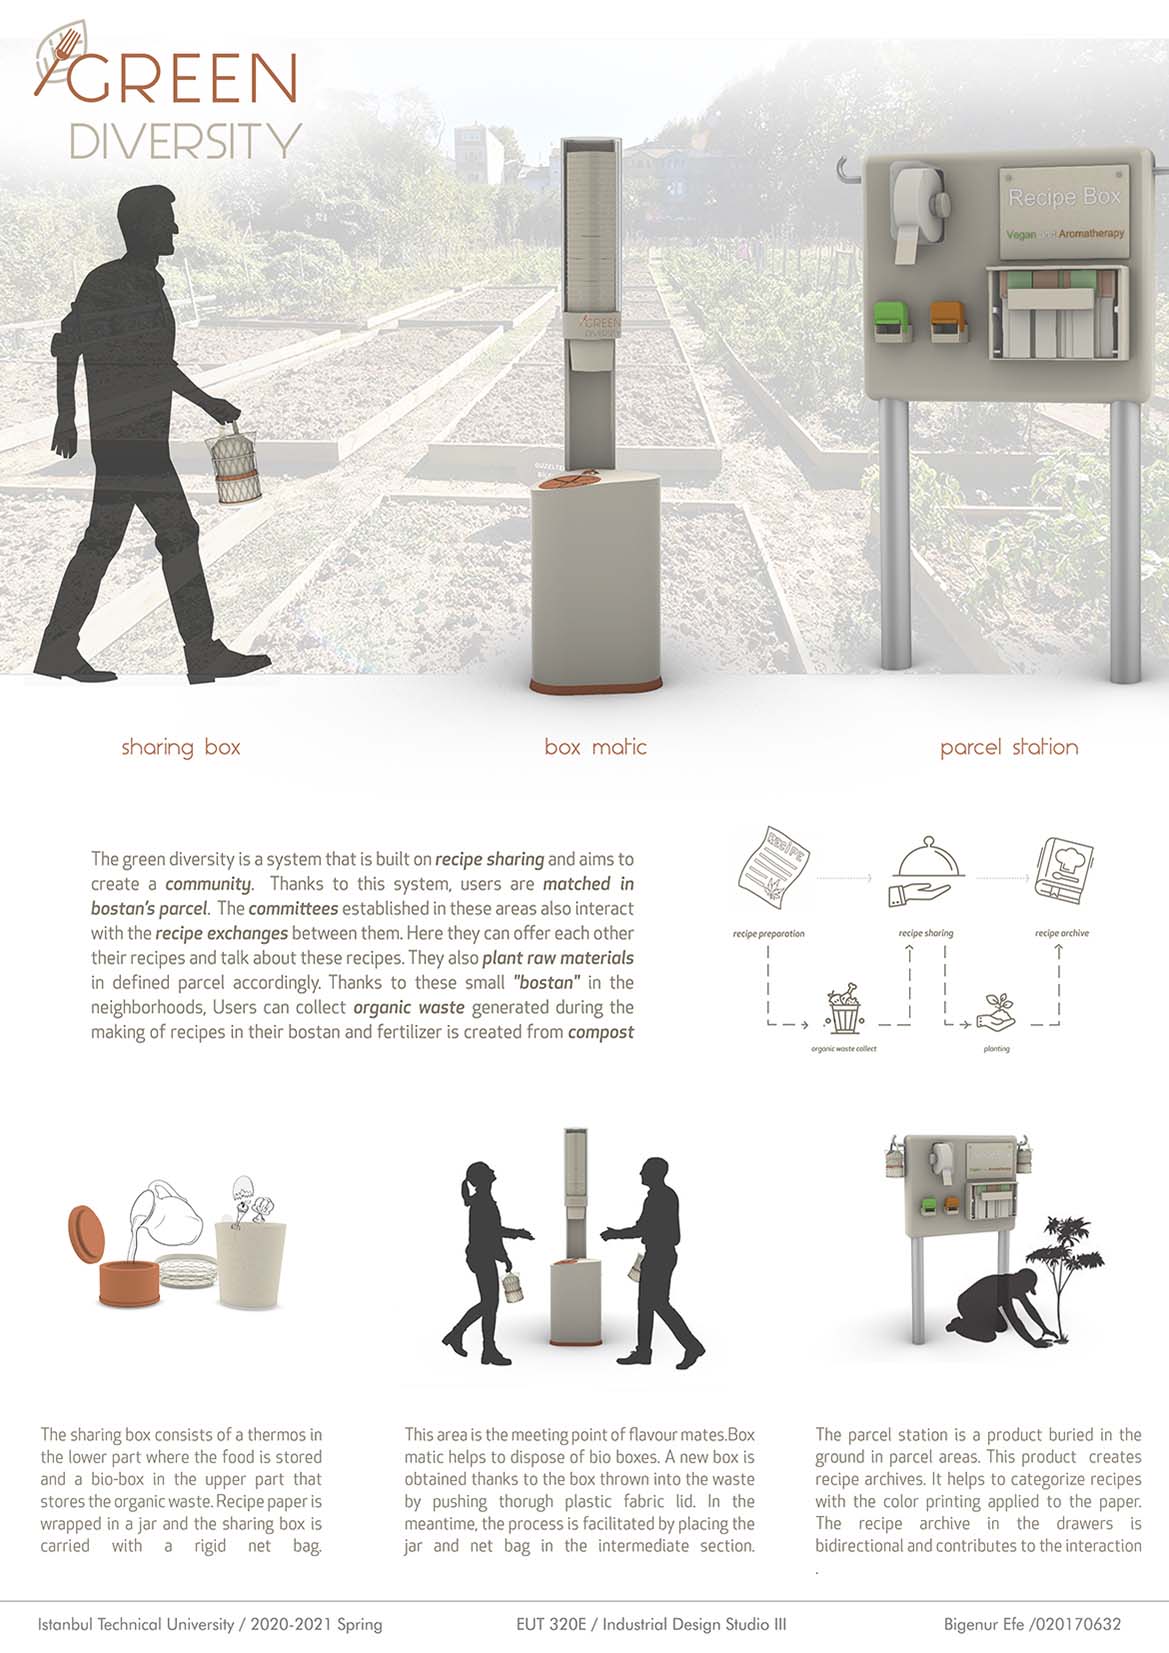 GREEN
DIVERSITY
GREEN
DIVERSITY
Recipe Box
Vegan and Aromatherapy
sharing box
box matic
parcel station
The green diversity is a system that is built on recipe sharing and aims to
create a community. Thanks to this system, users are matched in
bostan's parcel. The committees established in these areas also interact
with the recipe exchanges between them. Here they can offer each other
their recipes and talk about these recipes. They also plant raw materials
in defined parcel accordingly. Thanks to these small "bostan" in the
neighborhoods, Users can collect organic waste generated during the
making of recipes in their bostan and fertilizer is created from compost
RECIPE
recipe preparation
recipe sharing
recipe archive
organic waste collect
planting
Vegan and Aromatherapy
The sharing box consists of a thermos in
the lower part where the food is stored
and a bio-box in the upper part that
stores the organic waste. Recipe paper is
wrapped in a jar and the sharing box is
carried with a rigid net bag.
This area is the meeting point of flavour mates.Box
matic helps to dispose of bio boxes. A new box is
obtained thanks to the box thrown into the waste
by pushing thorugh plastic fabric lid. In the
meantime, the process is facilitated by placing the
jar and net bag in the intermediate section.
The parcel station is a product buried in the
ground in parcel areas. This product creates
recipe archives. It helps to categorize recipes
with the color printing applied to the paper.
The recipe archive in the drawers is
bidirectional and contributes to the interaction
.
Istanbul Technical University / 2020-2021 Spring
EUT 320E / Industrial Design Studio III
Bigenur Efe /020170632